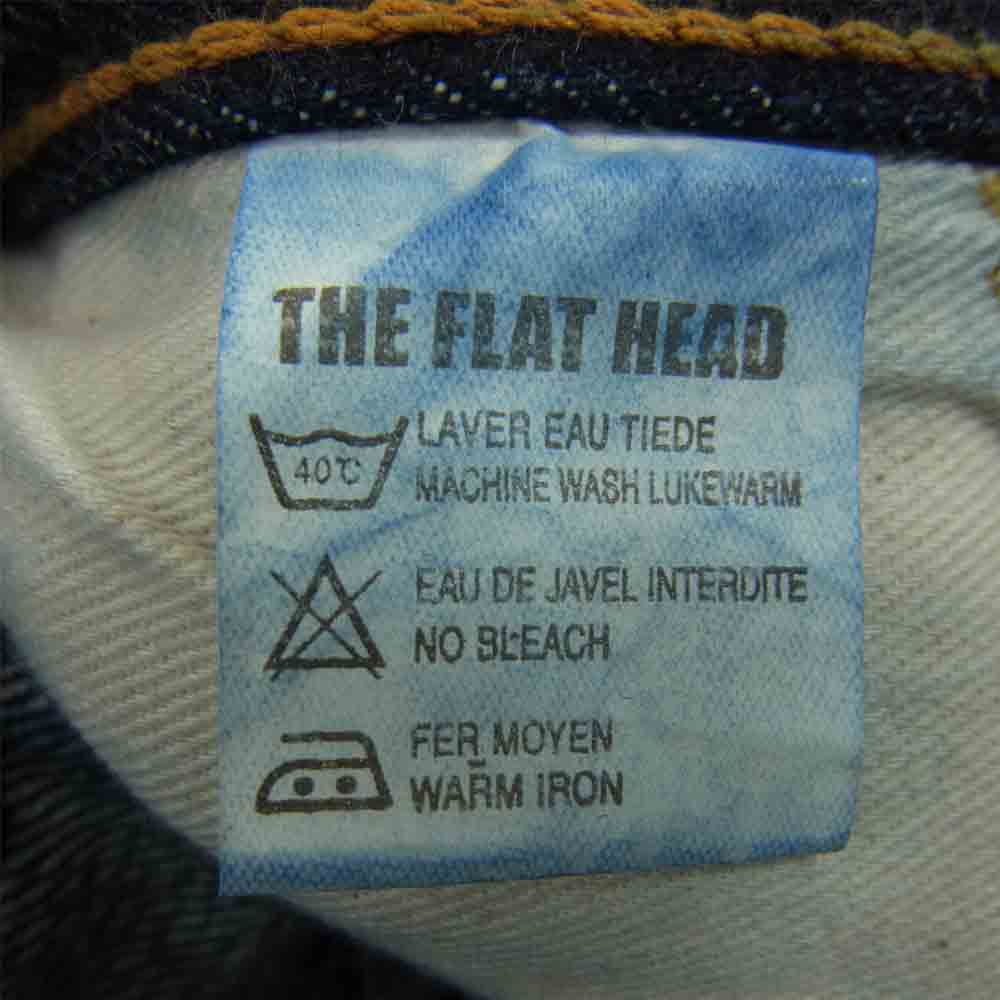 THE FLAT HEAD
40℃
LAVER EAU TIEDE
MACHINE WASH LUKEWARM
EAU DE JAVEL INTERDITE
NO BLEACH
FER MOYEN
WARM IRON